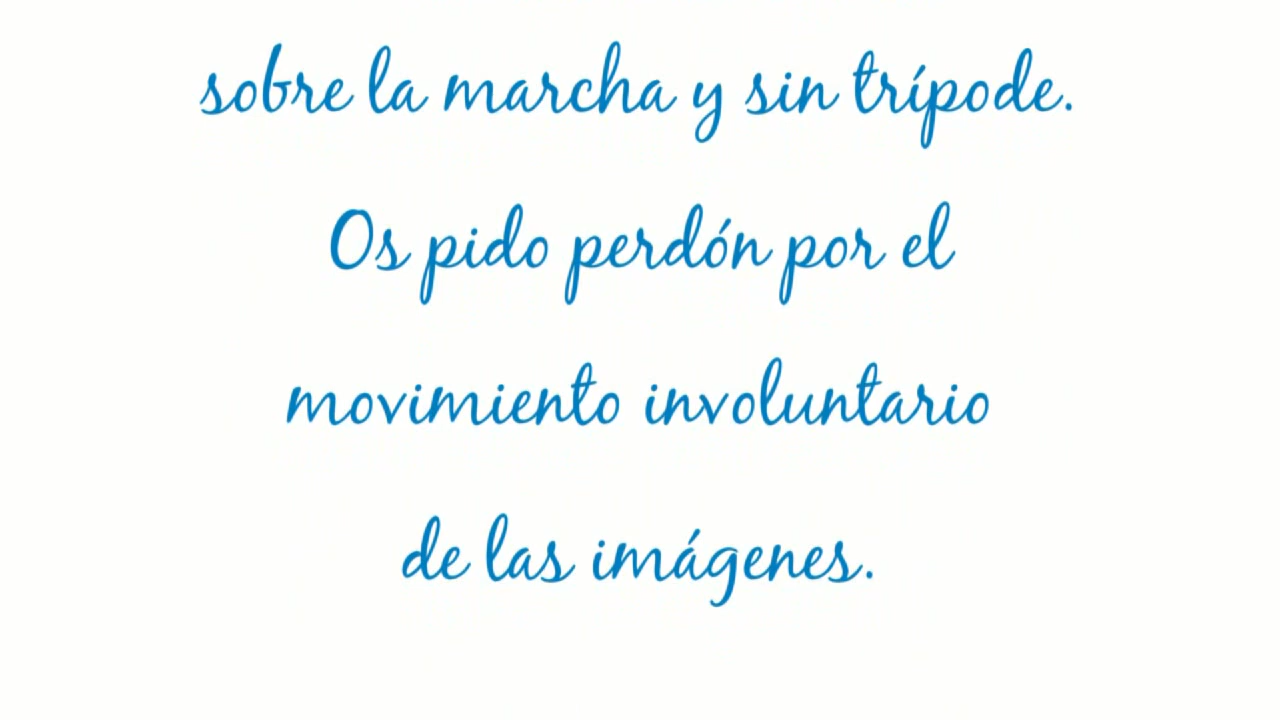 sobre la marcha y sin trípode.
Os pido perdón por el
movimiento involuntario
de las imágenes.